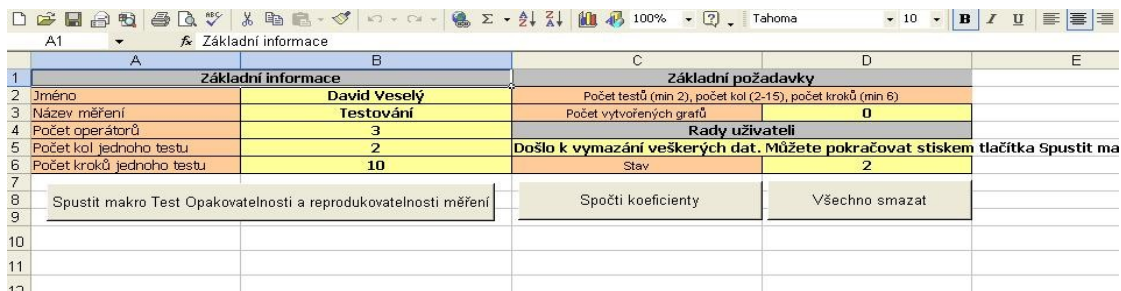 100% Tahoma 10 B I U
A1 fx Základní informace
A B C D E
1 Základní informace Základní požadavky
2 Jméno David Veselý Počet testů (min 2), počet kol (2-15), počet kroků (min 6)
3 Název měření Testování Počet vytvořených grafů 0
4 Počet operátorů 3 Rady uživateli
5 Počet kol jednoho testu 2 Došlo k vymazání veškerých dat. Můžete pokračovat stiskem tlačítka Spustit ma
6 Počet kroků jednoho testu 10 Stav 2
7
8 Spustit makro Test Opakovatelnosti a reprodukovatelnosti měření Spočti koeficienty Všechno smazat
9
10
11
12